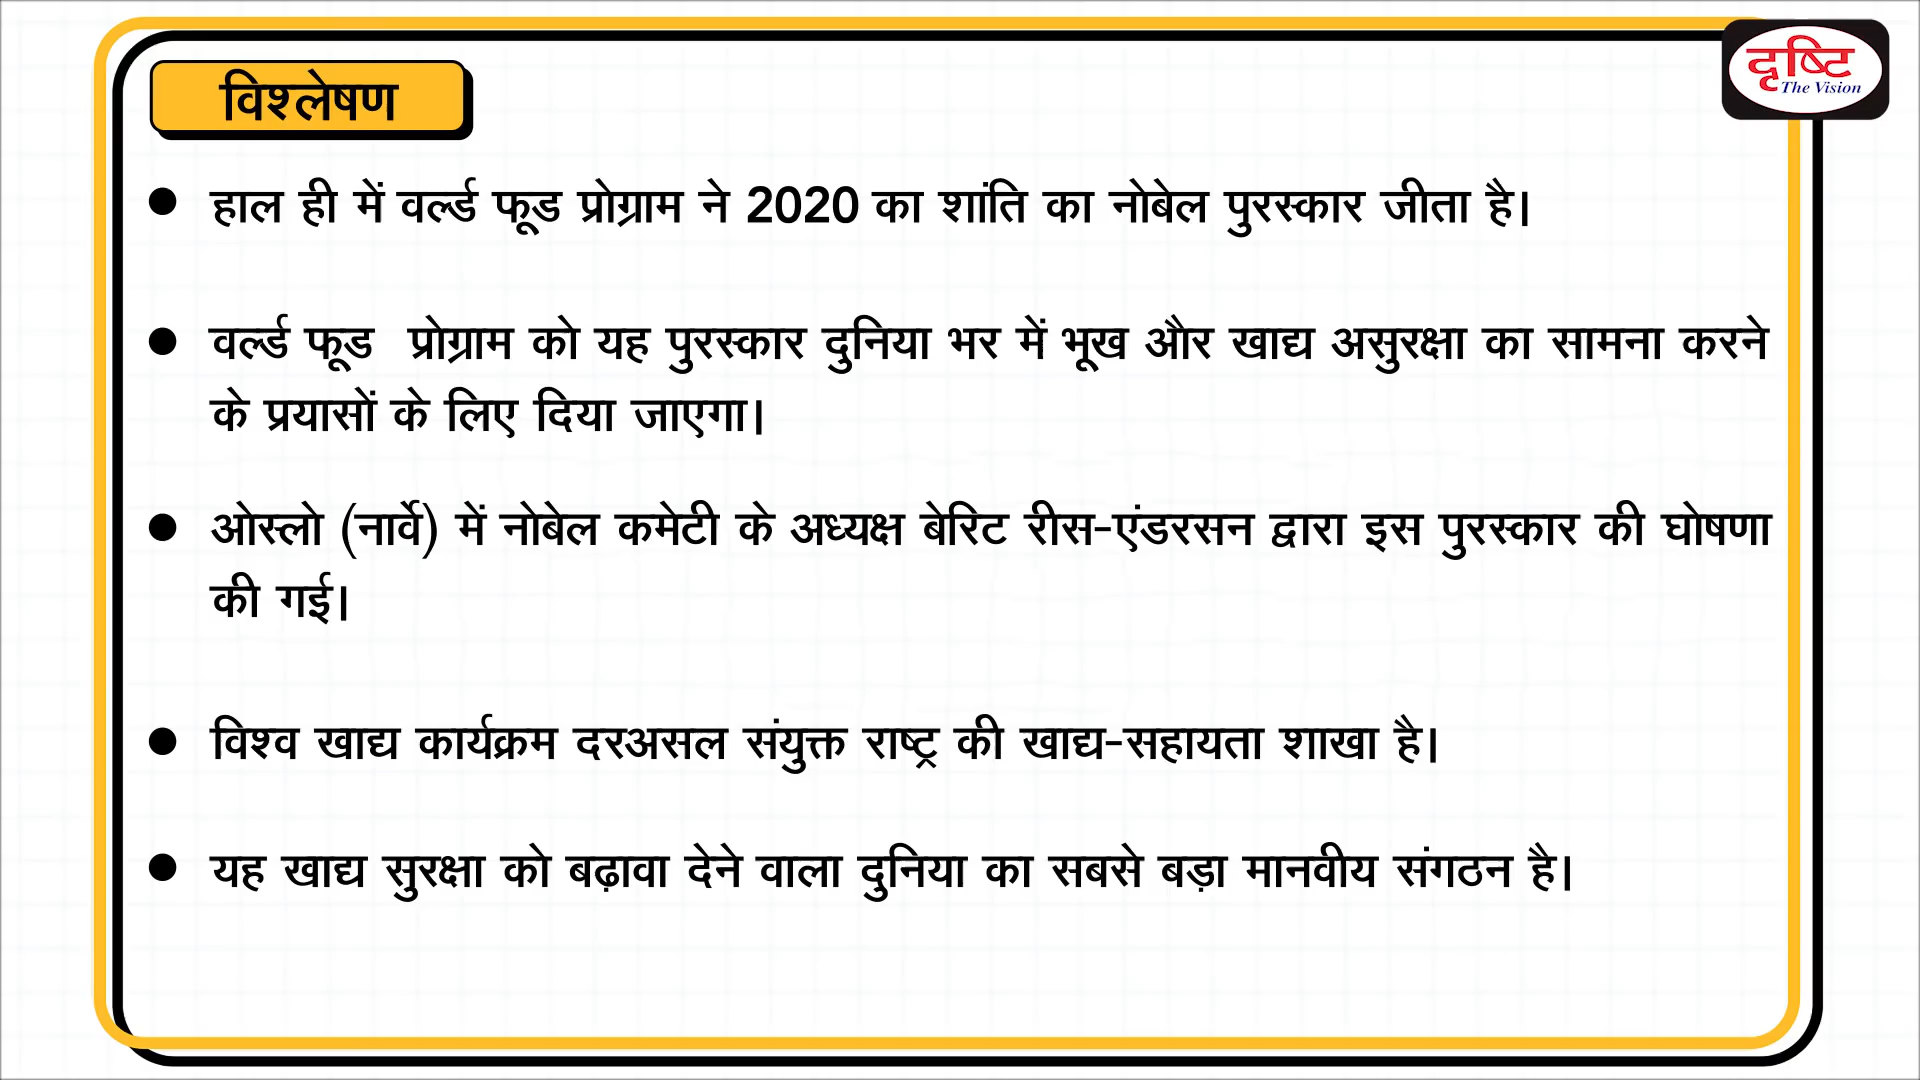 दृष्टि
The Vision
विश्लेषण
● हाल ही में वर्ल्ड फूड प्रोग्राम ने 2020 का शांति का नोबेल पुरस्कार जीता है।
● वर्ल्ड फूड प्रोग्राम को यह पुरस्कार दुनिया भर में भूख और खाद्य असुरक्षा का सामना करने
के प्रयासों के लिए दिया जाएगा।
● ओस्लो (नार्वे) में नोबेल कमेटी के अध्यक्ष बेरिट रीस-एंडरसन द्वारा इस पुरस्कार की घोषणा
की गई।
● विश्व खाद्य कार्यक्रम दरअसल संयुक्त राष्ट्र की खाद्य-सहायता शाखा है।
● यह खाद्य सुरक्षा को बढ़ावा देने वाला दुनिया का सबसे बड़ा मानवीय संगठन है।